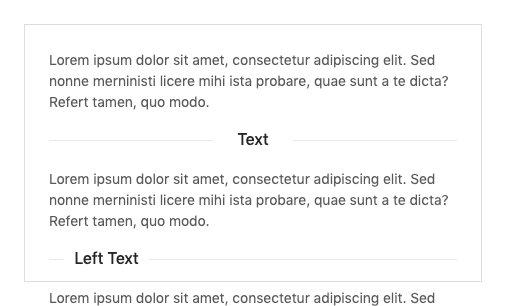 Lorem ipsum dolor sit amet, consectetur adipiscing elit. Sed
nonne merninisti licere mihi ista probare, quae sunt a te dicta?
Refert tamen, quo modo.
Text
Lorem ipsum dolor sit amet, consectetur adipiscing elit. Sed
nonne merninisti licere mihi ista probare, quae sunt a te dicta?
Refert tamen, quo modo.
Left Text
Lorem ipsum dolor sit amet, consectetur adipiscing elit. Sed